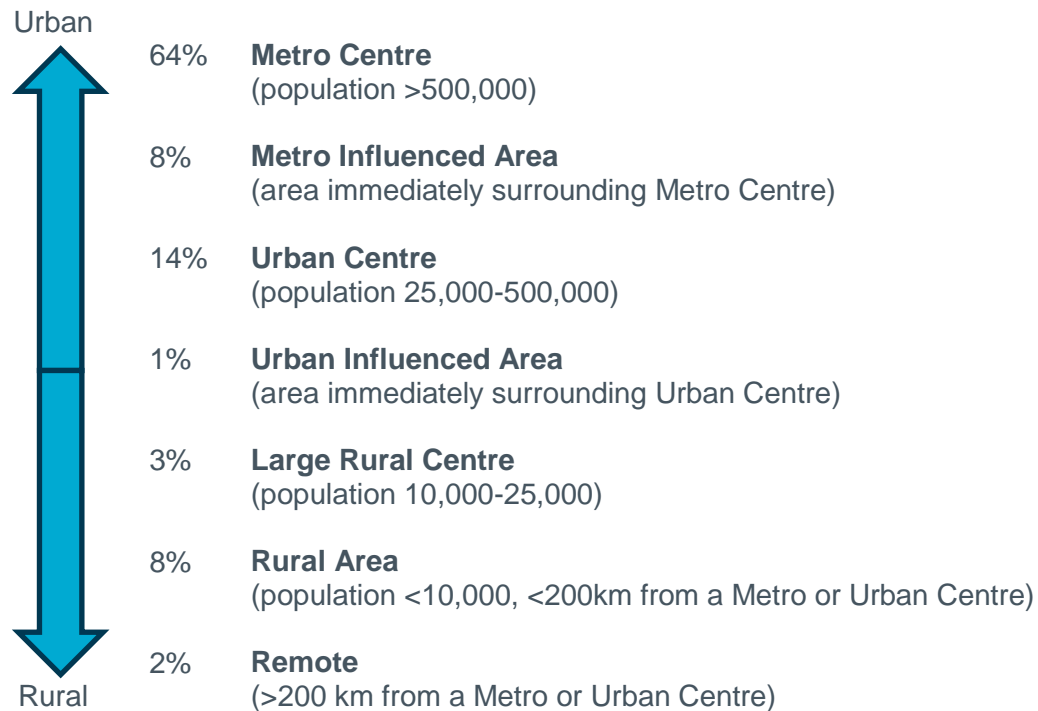 Urban
64% Metro Centre
(population >500,000)
8% Metro Influenced Area
(area immediately surrounding Metro Centre)
14% Urban Centre
(population 25,000-500,000)
1% Urban Influenced Area
(area immediately surrounding Urban Centre)
3% Large Rural Centre
(population 10,000-25,000)
8% Rural Area
(population <10,000, <200km from a Metro or Urban Centre)
2% Remote
Rural (>200 km from a Metro or Urban Centre)